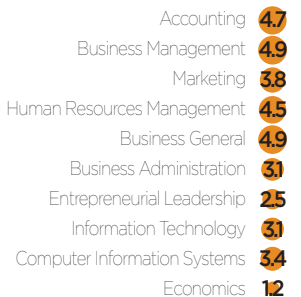 Accounting 4.7
Business Management 4.9
Marketing 3.8
Human Resources Management 4.5
Business General 4.9
Business Administration 3.1
Entrepreneurial Leadership 2.5
Information Technology 3.1
Computer Information Systems 3.4
Economics 1.2